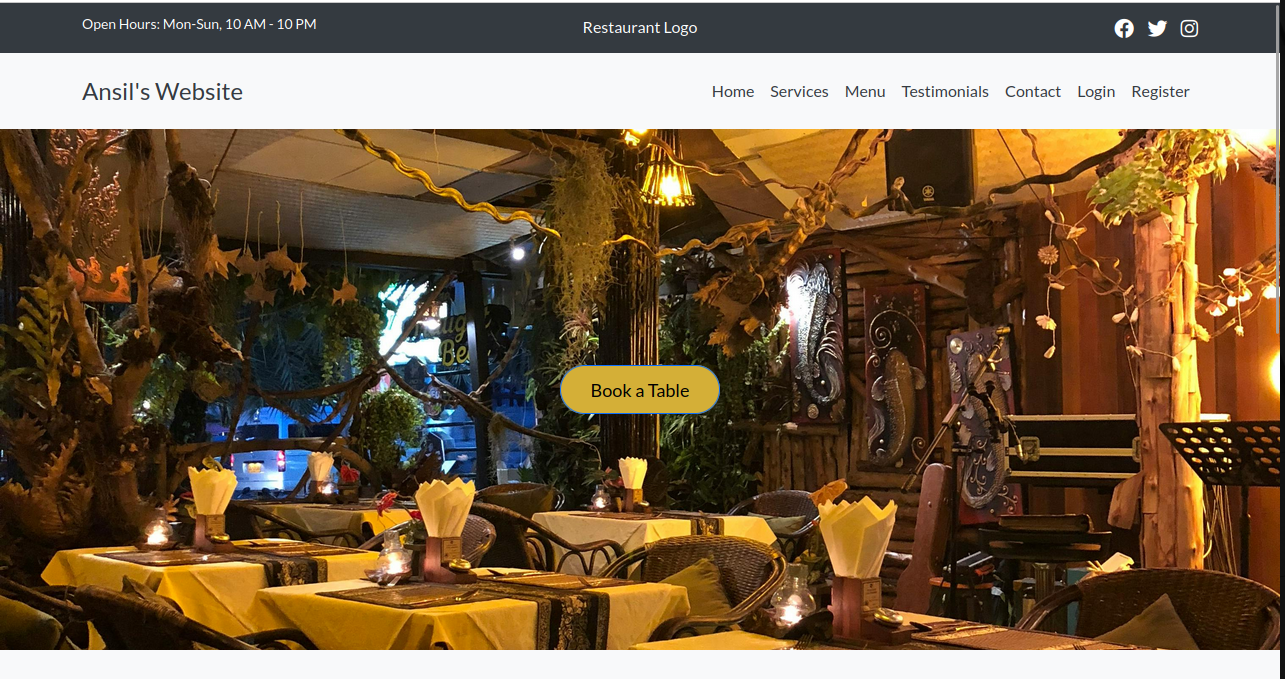 Open Hours: Mon-Sun, 10 AM - 10 PM
Restaurant Logo
Ansil's Website
Home Services Menu Testimonials Contact Login Register
Book a Table